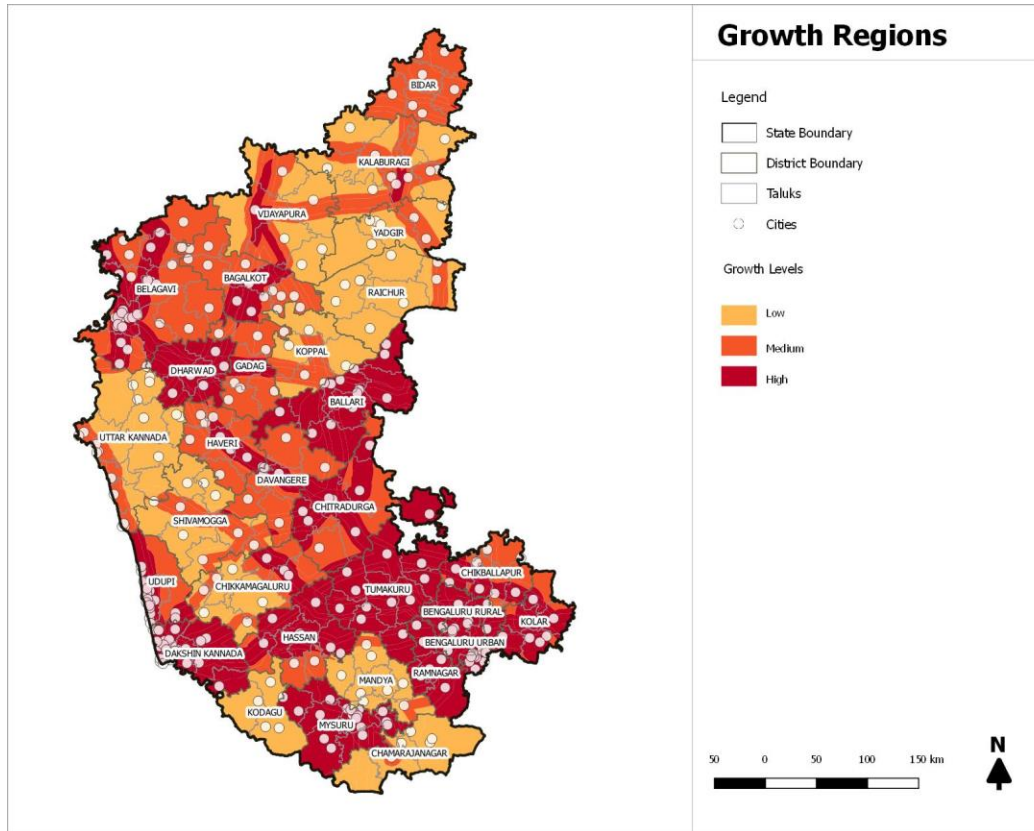 Growth Regions
Legend
State Boundary
District Boundary
Taluks
Cities
Growth Levels
Low
Medium
High
50 0 50 100 150 km
N
BIDAR
KALABURAGI
VIJAYAPURA
YADGIR
BAGALKOT
BELAGAVI
RAICHUR
KOPPAL
DHARWAD
GADAG
BALLARI
UTTAR KANNADA
HAVERI
DAVANGERE
CHITRADURGA
SHIVAMOGGA
UDUPI
CHIKKAMAGALURU
TUMAKURU
CHIKBALLAPUR
BENGALURU RURAL
KOLAR
HASSAN
BENGALURU URBAN
DAKSHIN KANNADA
RAMNAGAR
MANDYA
KODAGU
MYSURU
CHAMARAJANAGAR